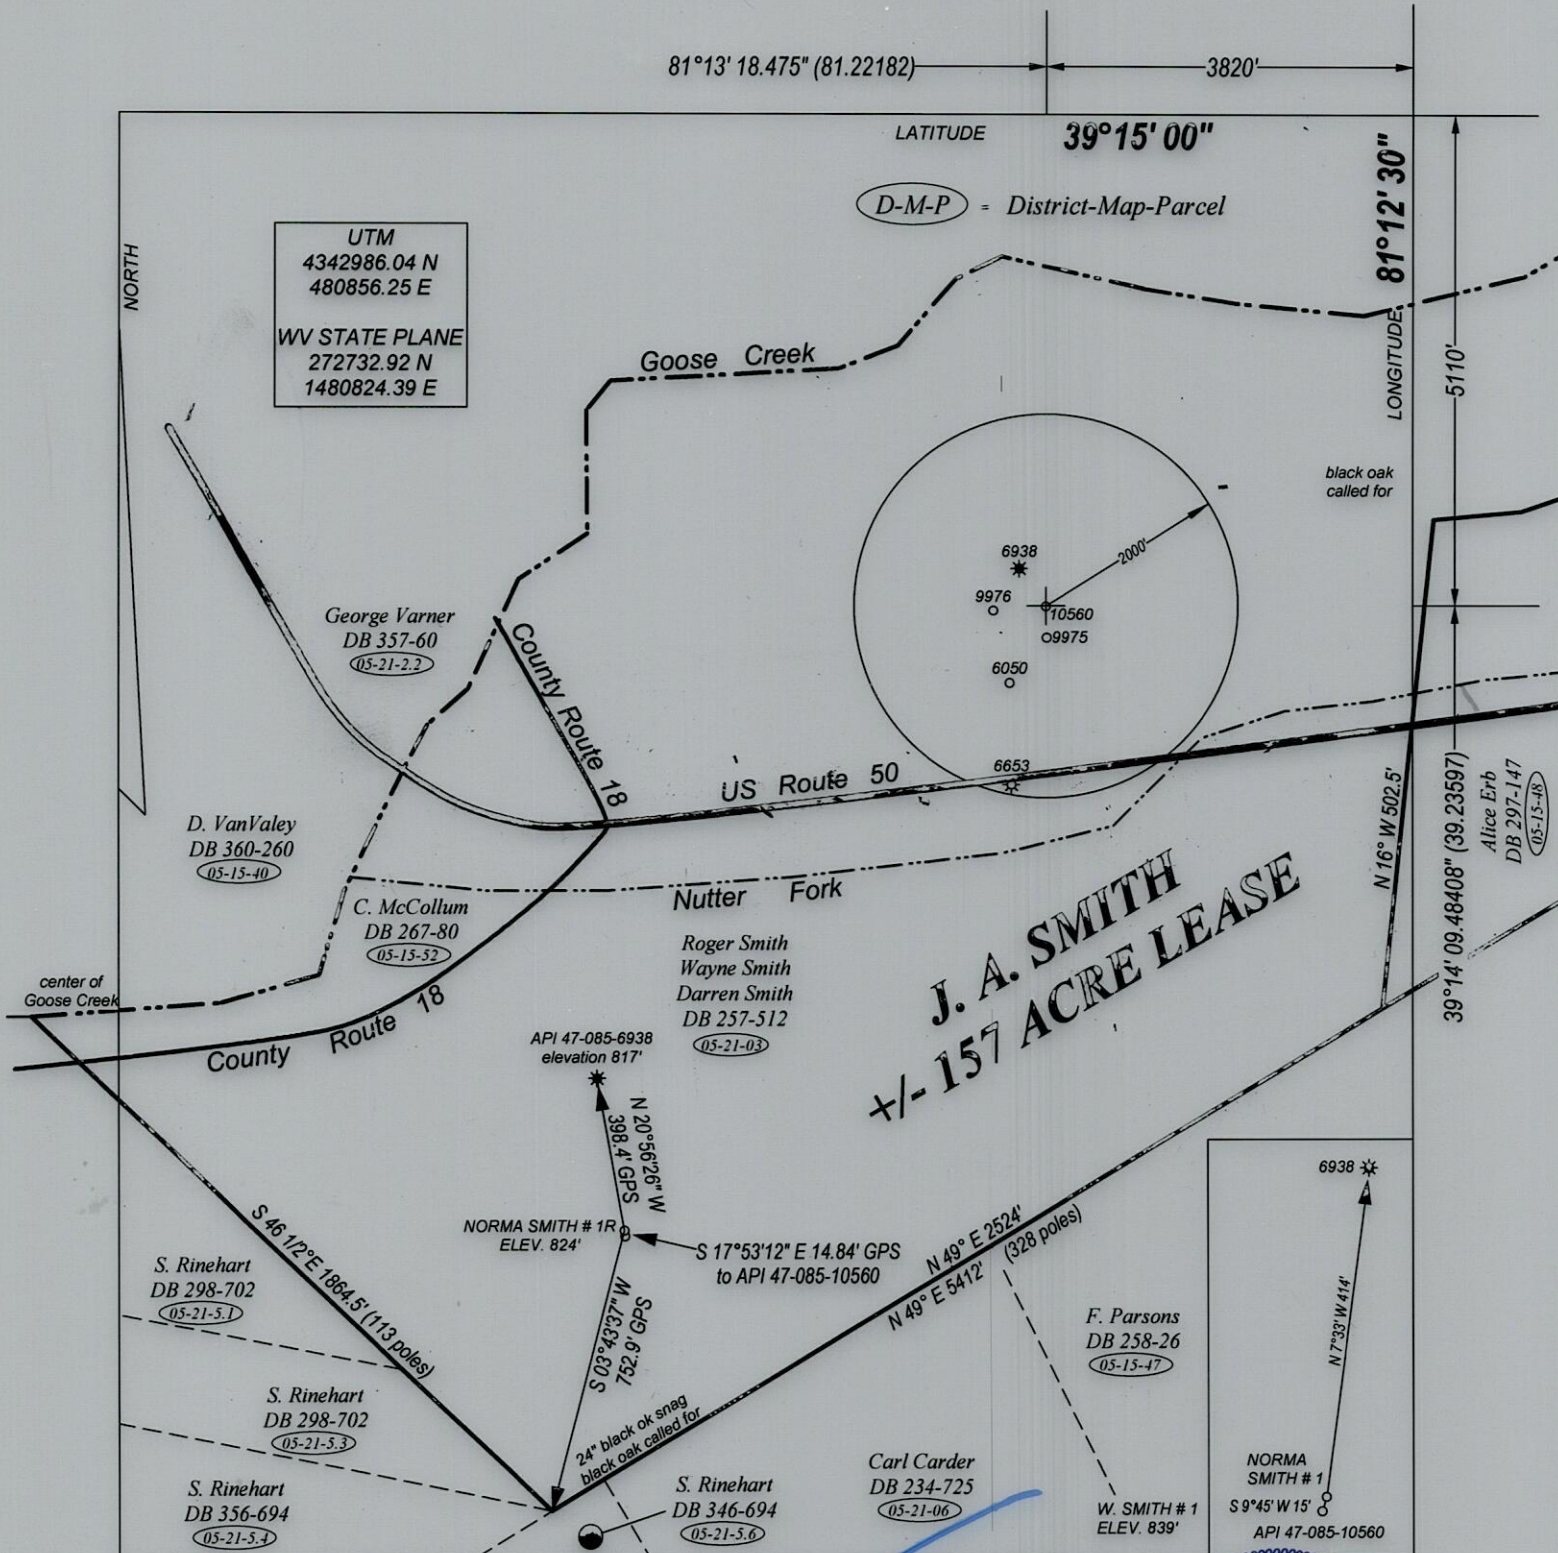 81°13' 18.475" (81.22182)
3820'
LATITUDE
39°15' 00"
D-M-P = District-Map-Parcel
81°12' 30"
LONGITUDE
5110'
NORTH
UTM
4342986.04 N
480856.25 E
WV STATE PLANE
272732.92 N
1480824.39 E
Goose Creek
black oak
called for
2000'
6938
9976
10560
9975
6050
6653
George Varner
DB 357-60
05-21-2.2
County Route 18
US Route 50
N 16° W 502.5'
39°14' 09.48408" (39.23597)
Alice Erb
DB 297-147
05-15-48
D. VanValey
DB 360-260
05-15-40
C. McCollum
DB 267-80
05-15-52
Nutter Fork
Roger Smith
Wayne Smith
Darren Smith
DB 257-512
05-21-03
J. A. SMITH
+/- 157 ACRE LEASE
center of
Goose Creek
County Route 18
API 47-085-6938
elevation 817'
N 20°56'26" W
398.4' GPS
NORMA SMITH # 1R
ELEV. 824'
S 17°53'12" E 14.84' GPS
to API 47-085-10560
S 03°43'37" W
752.9' GPS
S 46 1/2°E 1864.5' (113 poles)
N 49° E 2524'
(328 poles)
N 49° E 5412'
24" black ok snag
black oak called for
S. Rinehart
DB 298-702
05-21-5.1
S. Rinehart
DB 298-702
05-21-5.3
S. Rinehart
DB 356-694
05-21-5.4
S. Rinehart
DB 346-694
05-21-5.6
Carl Carder
DB 234-725
05-21-06
F. Parsons
DB 258-26
05-15-47
W. SMITH # 1
ELEV. 839'
6938
N 7°33' W 414'
NORMA
SMITH # 1
S 9°45' W 15'
API 47-085-10560